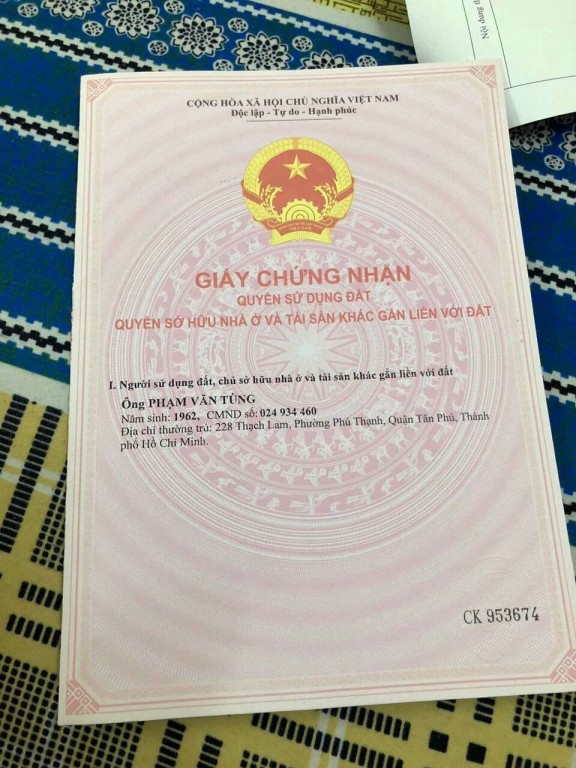 Nội dung t
CỘNG HÒA XÃ HỘI CHỦ NGHĨA VIỆT NAM
Độc lập - Tự do - Hạnh phúc
VIỆT NAM
GIẤY CHỨNG NHẬN
QUYỀN SỬ DỤNG ĐẤT
QUYỀN SỞ HỮU NHÀ Ở VÀ TÀI SẢN KHÁC GẮN LIỀN VỚI ĐẤT
I. Người sử dụng đất, chủ sở hữu nhà ở và tài sản khác gắn liền với đất
Ông PHẠM VĂN TÙNG
Năm sinh: 1962, CMND số: 024 934 460
Địa chỉ thường trú: 228 Thạch Lam, Phường Phú Thạnh, Quận Tân Phú, Thành
phố Hồ Chí Minh.
CK 953674